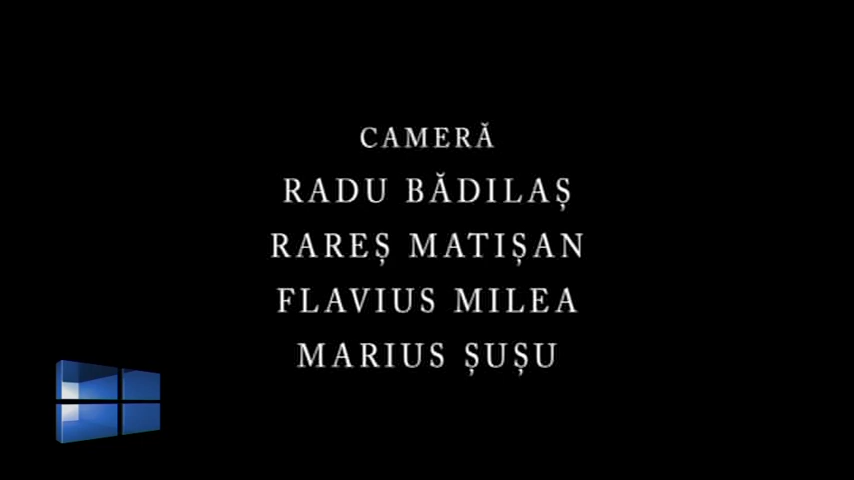 CAMERĂ
RADU BĂDILAȘ
RAREȘ MATIȘAN
FLAVIUS MILEA
MARIUS ȘUȘU